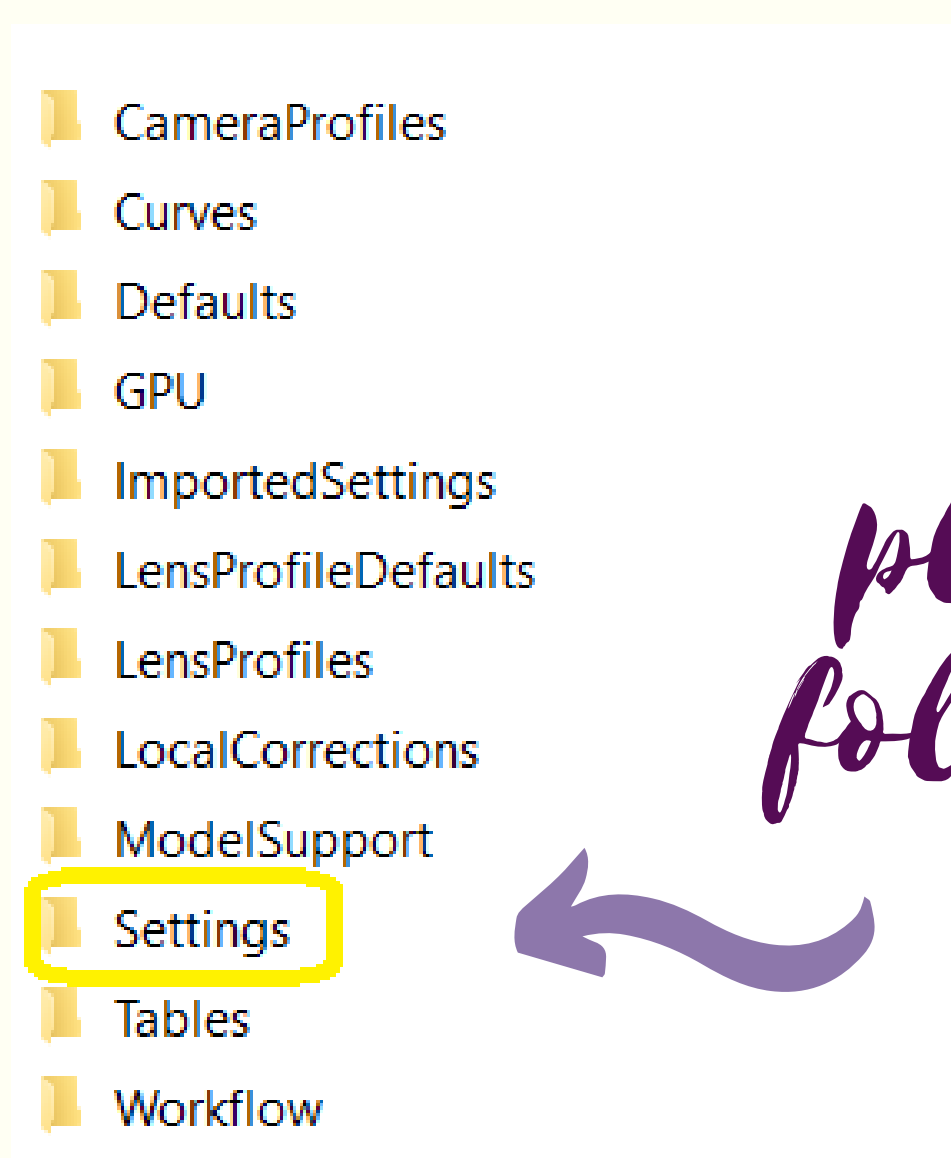 CameraProfiles
Curves
Defaults
GPU
ImportedSettings
LensProfileDefaults
LensProfiles
LocalCorrections
ModelSupport
Settings
Tables
Workflow